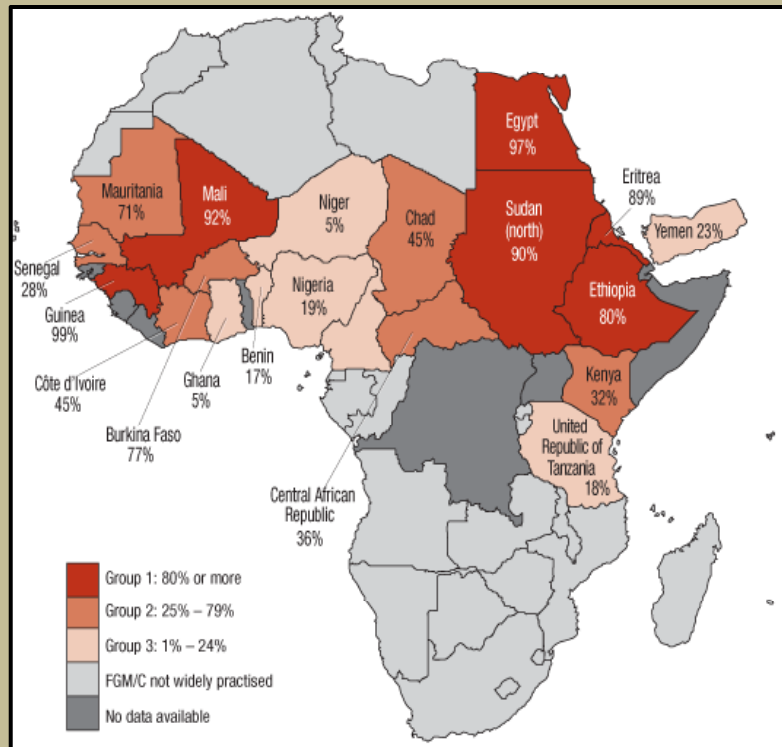 Egypt
97%
Eritrea
89%
Mauritania
71%
Mali
92%
Niger
5%
Chad
45%
Sudan
(north)
90%
Yemen 23%
Senegal
28%
Nigeria
19%
Ethiopia
80%
Guinea
99%
Benin
17%
Kenya
32%
Côte d'Ivoire
45%
Ghana
5%
Burkina Faso
77%
United
Republic of
Tanzania
18%
Central African
Republic
36%
Group 1: 80% or more
Group 2: 25% – 79%
Group 3: 1% – 24%
FGM/C not widely practised
No data available